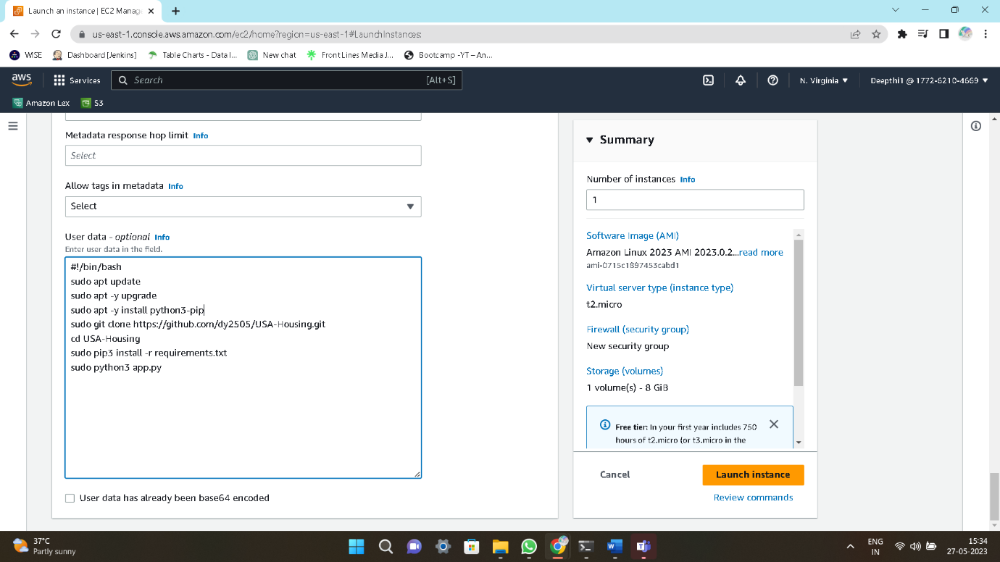 Launch an instance | EC2 Manage
us-east-1.console.aws.amazon.com/ec2/home?region=us-east-1#LaunchInstances:
WISE
Dashboard [Jenkins]
Table Charts - Data I...
New chat
Front Lines Media J...
Bootcamp -YT – An...
aws
Services
Search
[Alt+S]
N. Virginia
Deepthi1 @ 1772-6210-4669
Amazon Lex
S3
Metadata response hop limit Info
Select
Allow tags in metadata Info
Select
User data - optional Info
Enter user data in the field.
#!/bin/bash
sudo apt update
sudo apt -y upgrade
sudo apt -y install python3-pip
sudo git clone https://github.com/dy2505/USA-Housing.git
cd USA-Housing
sudo pip3 install -r requirements.txt
sudo python3 app.py
User data has already been base64 encoded
Summary
Number of instances Info
1
Software Image (AMI)
Amazon Linux 2023 AMI 2023.0.2...read more
ami-0715c1897453cabd1
Virtual server type (instance type)
t2.micro
Firewall (security group)
New security group
Storage (volumes)
1 volume(s) - 8 GiB
Free tier: In your first year includes 750
hours of t2.micro (or t3.micro in the
Cancel
Launch instance
Review commands
37°C
Partly sunny
ENG
IN
15:34
27-05-2023